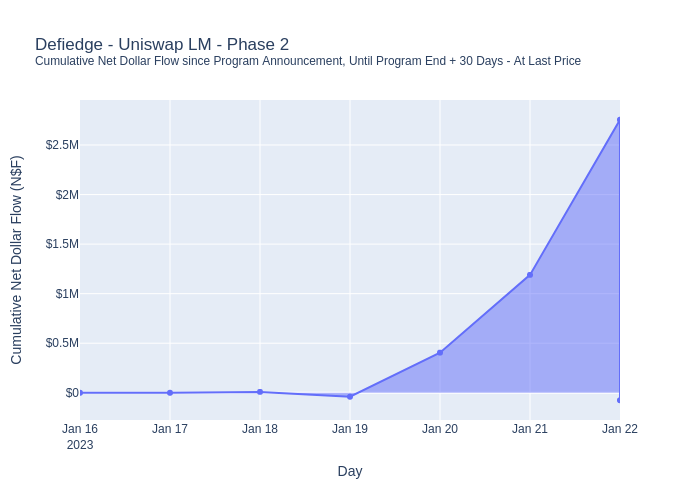 Defiedge - Uniswap LM - Phase 2
Cumulative Net Dollar Flow since Program Announcement, Until Program End + 30 Days - At Last Price
Cumulative Net Dollar Flow (N$F)
$2.5M
$2M
$1.5M
$1M
$0.5M
$0
Jan 16 Jan 17 Jan 18 Jan 19 Jan 20 Jan 21 Jan 22
2023
Day